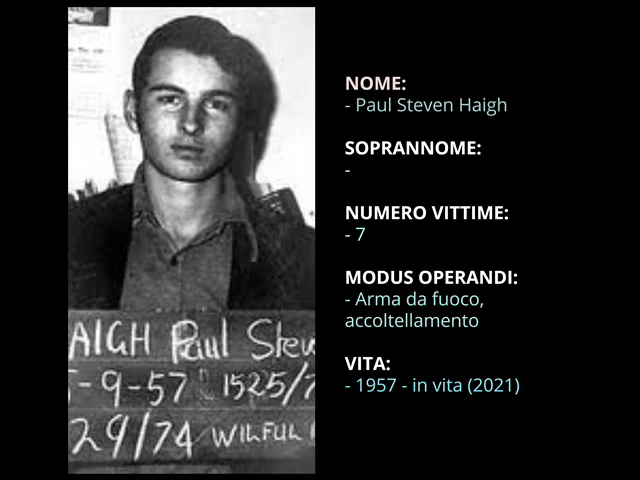 AIGH Paul Stev
-9-57 1525/7
29/74 WILFUL
NOME:
- Paul Steven Haigh
SOPRANNOME:
-
NUMERO VITTIME:
- 7
MODUS OPERANDI:
- Arma da fuoco,
accoltellamento
VITA:
- 1957 - in vita (2021)